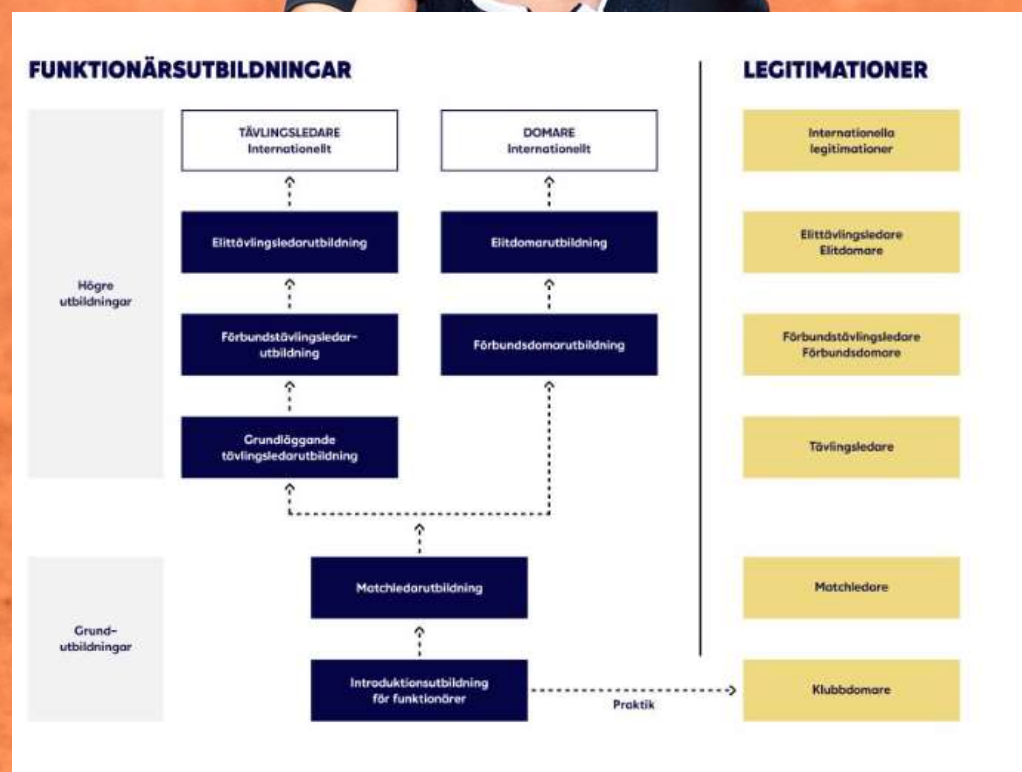 FUNKTIONÄRSUTBILDNINGAR
LEGITIMATIONER
TÄVLINGSLEDARE
Internationellt
DOMARE
Internationellt
Internationella
legitimationer
Elittävlingsledarutbildning
Elitdomarutbildning
Elittävlingsledare
Elitdomare
Högre
utbildningar
Förbundstävlingsledar-
utbildning
Förbundsdomarutbildning
Förbundstävlingsledare
Förbundsdomare
Grundläggande
tävlingsledarutbildning
Tävlingsledare
Matchledarutbildning
Matchledare
Grund-
utbildningar
Introduktionsutbildning
för funktionärer
Praktik
Klubbdomare